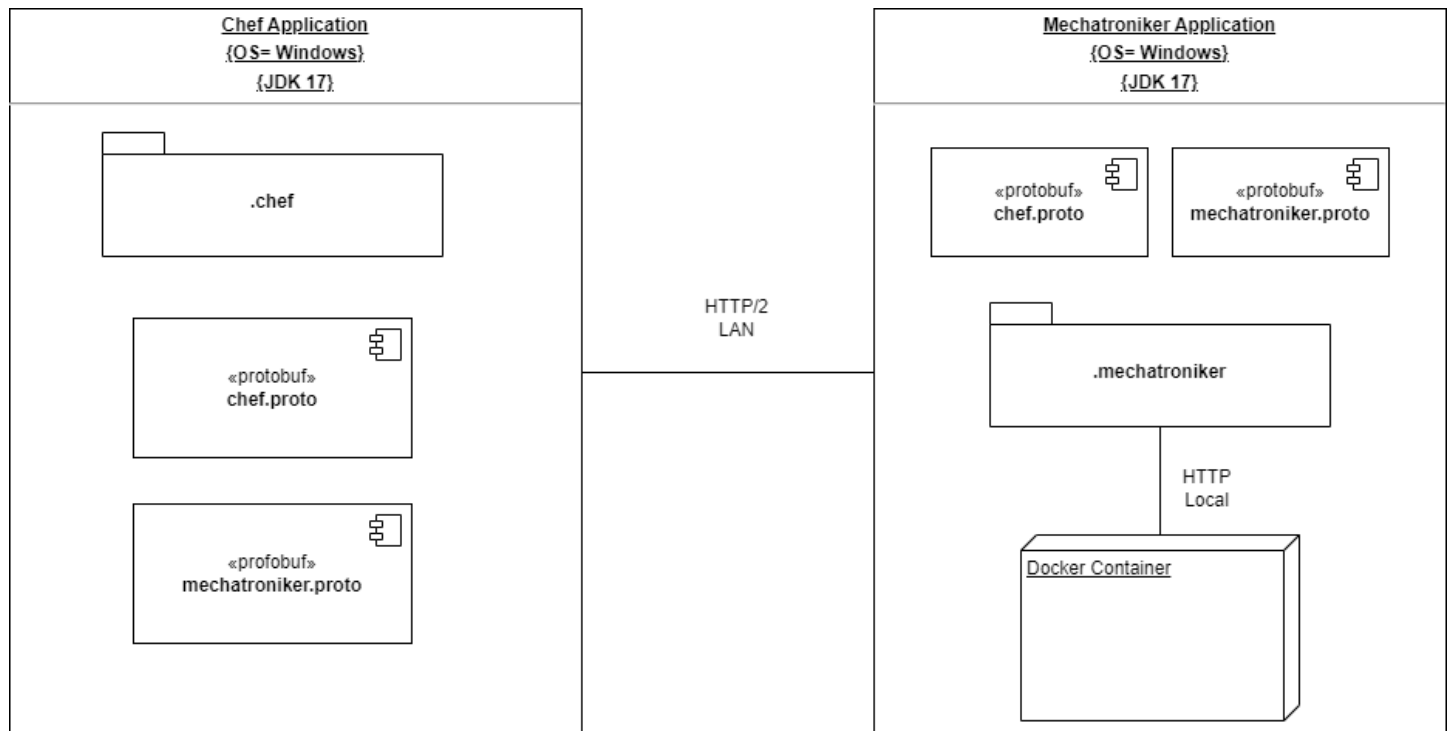 Chef Application
{OS= Windows}
{JDK 17}
.chef
«protobuf»
chef.proto
«profobuf»
mechatroniker.proto
HTTP/2
LAN
Mechatroniker Application
{OS= Windows}
{JDK 17}
«protobuf»
chef.proto
«protobuf»
mechatroniker.proto
.mechatroniker
HTTP
Local
Docker Container